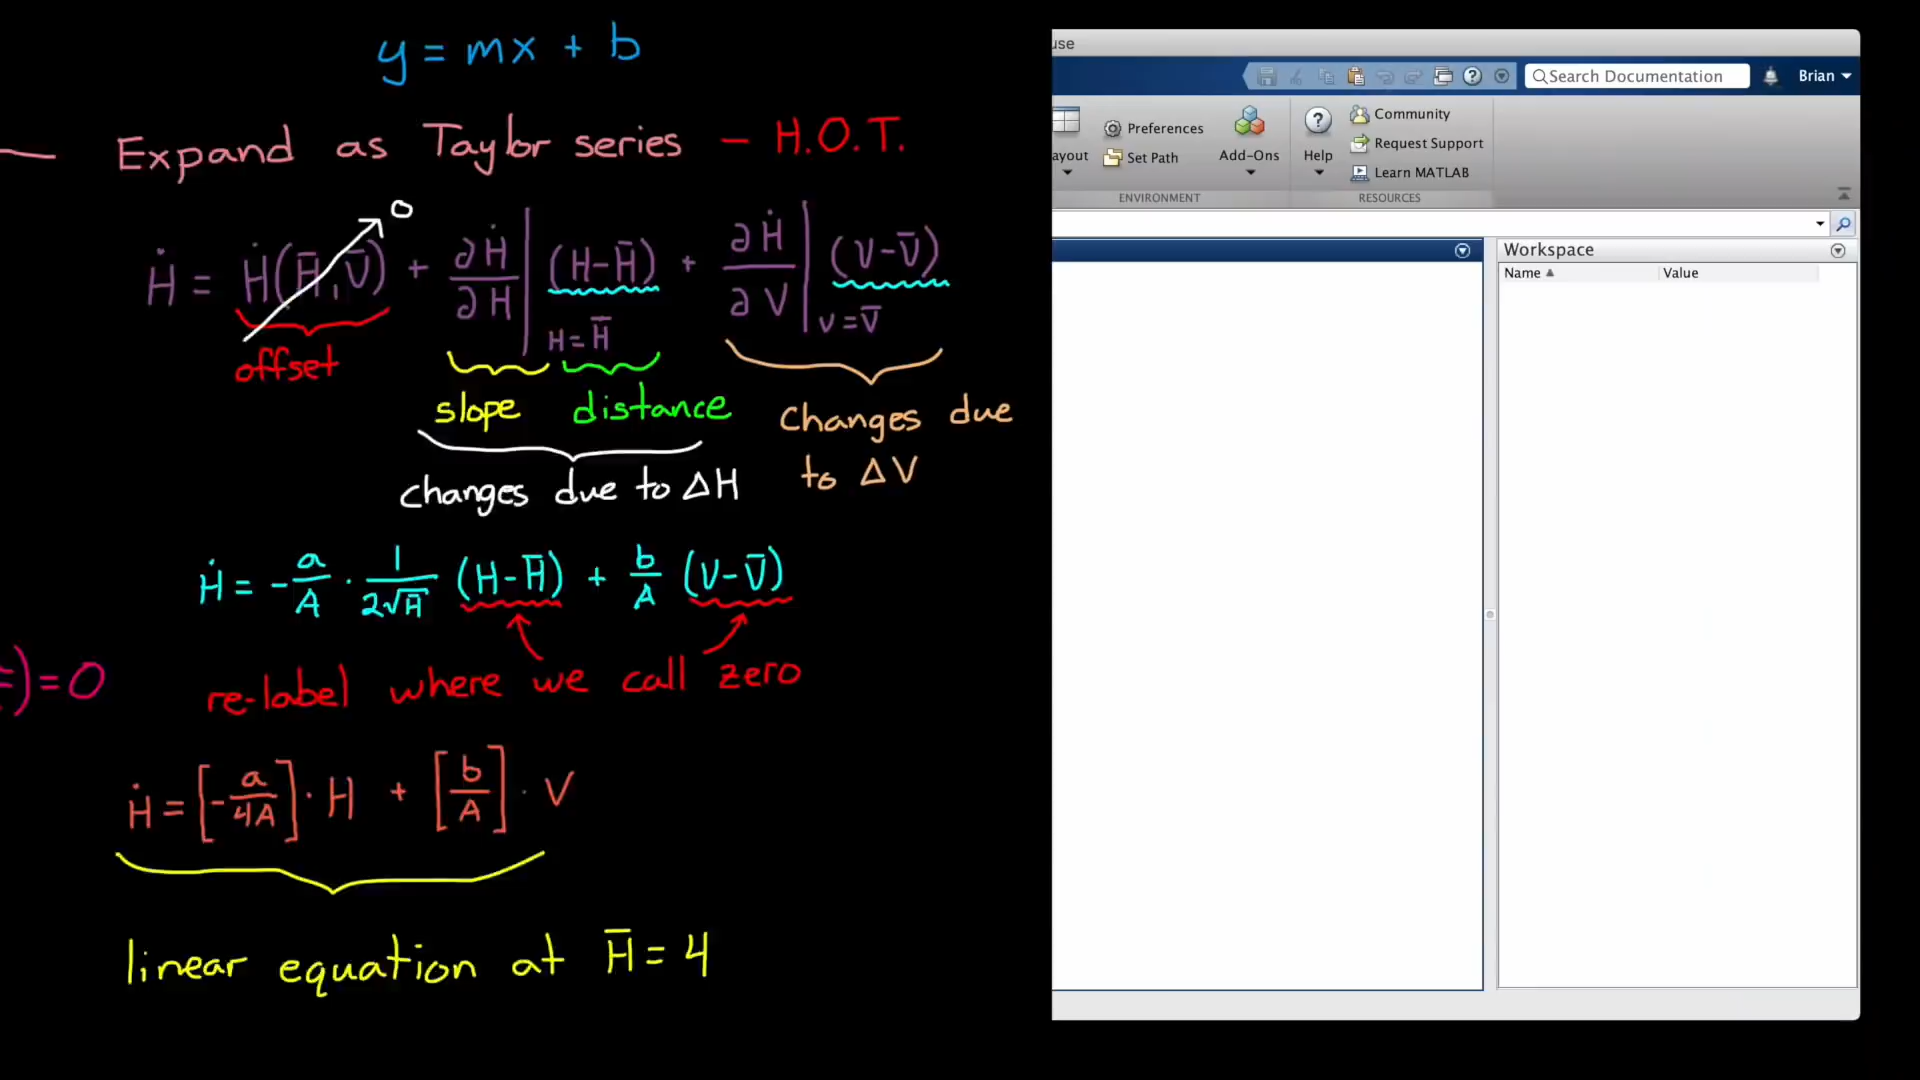 y = mx + b
Expand as Taylor series - H.O.T.
0
Ḣ = Ḣ(H̄, V̄) + ∂Ḣ/∂H | (H-H̄) + ∂Ḣ/∂V | (V-V̄)
H = H̄
V = V̄
offset
slope
distance
changes due to ΔH
changes due
to ΔV
Ḣ = -a/A · 1/2√H̄ (H-H̄) + b/A (V-V̄)
) = 0
re-label where we call zero
Ḣ = [-a/4A] · H + [b/A] · V
linear equation at H̄ = 4
use
Search Documentation
Brian
ayout
Preferences
Set Path
Add-Ons
Help
Community
Request Support
Learn MATLAB
ENVIRONMENT
RESOURCES
Workspace
Name
Value